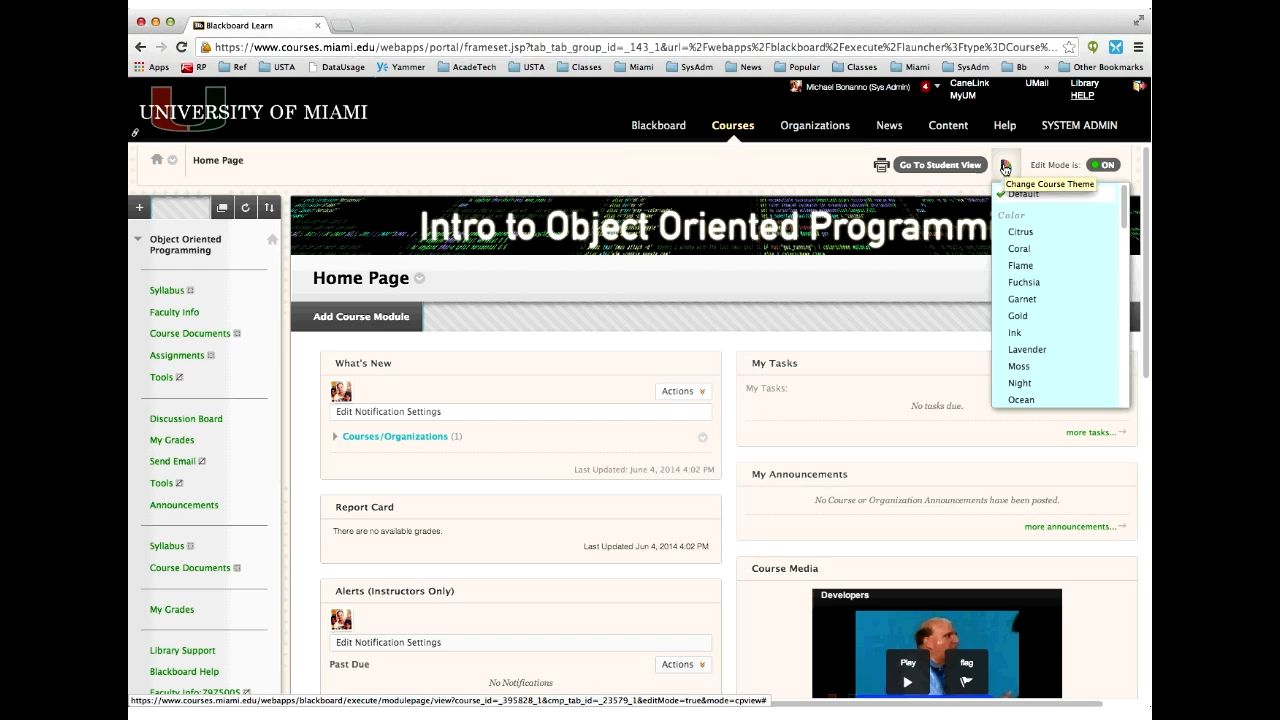 Blackboard Learn
https://www.courses.miami.edu/webapps/portal/frameset.jsp?tab_tab_group_id=_143_1&url=%2Fwebapps%2Fblackboard%2Fexecute%2Flauncher%3Ftype%3DCourse%...
Apps RP Ref USTA DataUsage Yammer AcadeTech USTA Classes Miami SysAdm News Popular Classes Miami SysAdm Bb » Other Bookmarks
Michael Bonanno (Sys Admin) 4 CaneLink UMail Library
MyUM HELP
UNIVERSITY OF MIAMI
Blackboard Courses Organizations News Content Help SYSTEM ADMIN
Home Page
Go To Student View
Edit Mode is: ON
Change Course Theme
Default
Color
Citrus
Coral
Flame
Fuchsia
Garnet
Gold
Ink
Lavender
Moss
Night
Ocean
Object Oriented
Programming
Syllabus
Faculty Info
Course Documents
Assignments
Tools
Discussion Board
My Grades
Send Email
Tools
Announcements
Syllabus
Course Documents
My Grades
Library Support
Blackboard Help
Faculty Info:7975005
Intro to Object Oriented Programmi
Home Page
Add Course Module
What's New
Actions
Edit Notification Settings
Courses/Organizations (1)
Last Updated: June 4, 2014 4:02 PM
Report Card
There are no available grades.
Last Updated Jun 4, 2014 4:02 PM
Alerts (Instructors Only)
Edit Notification Settings
Past Due
Actions
No Notifications
My Tasks
My Tasks:
No tasks due.
more tasks...
My Announcements
No Course or Organization Announcements have been posted.
more announcements...
Course Media
Developers
Play
flag
https://www.courses.miami.edu/webapps/blackboard/execute/modulepage/view?course_id=_395828_1&cmp_tab_id=_23579_1&editMode=true&mode=cpview#